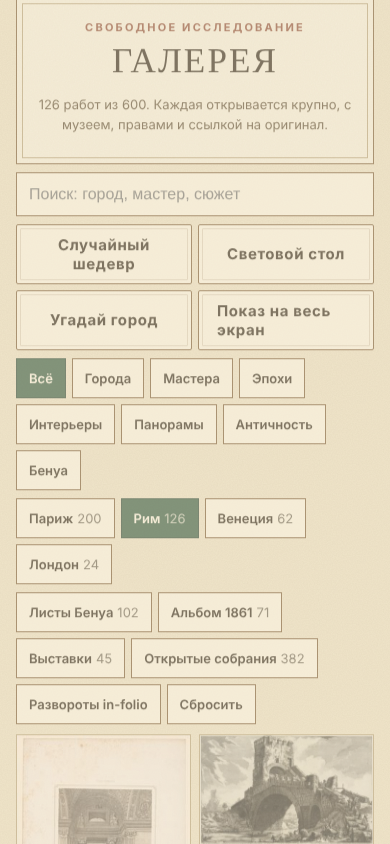 СВОБОДНОЕ ИССЛЕДОВАНИЕ
ГАЛЕРЕЯ
126 работ из 600. Каждая открывается крупно, с
музеем, правами и ссылкой на оригинал.
Поиск: город, мастер, сюжет
Случайный
шедевр
Световой стол
Угадай город
Показ на весь
экран
Всё Города Мастера Эпохи
Интерьеры Панорамы Античность
Бенуа
Париж 200 Рим 126 Венеция 62
Лондон 24
Листы Бенуа 102 Альбом 1861 71
Выставки 45 Открытые собрания 382
Развороты in-folio Сбросить